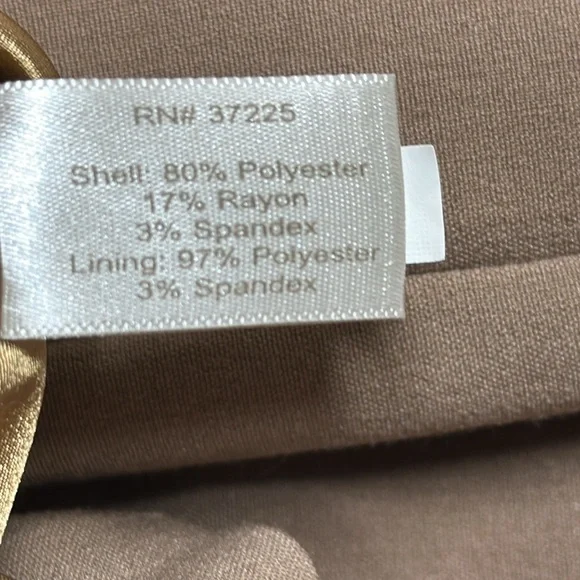 RN# 37225
Shell: 80% Polyester
17% Rayon
3% Spandex
Lining: 97% Polyester
3% Spandex